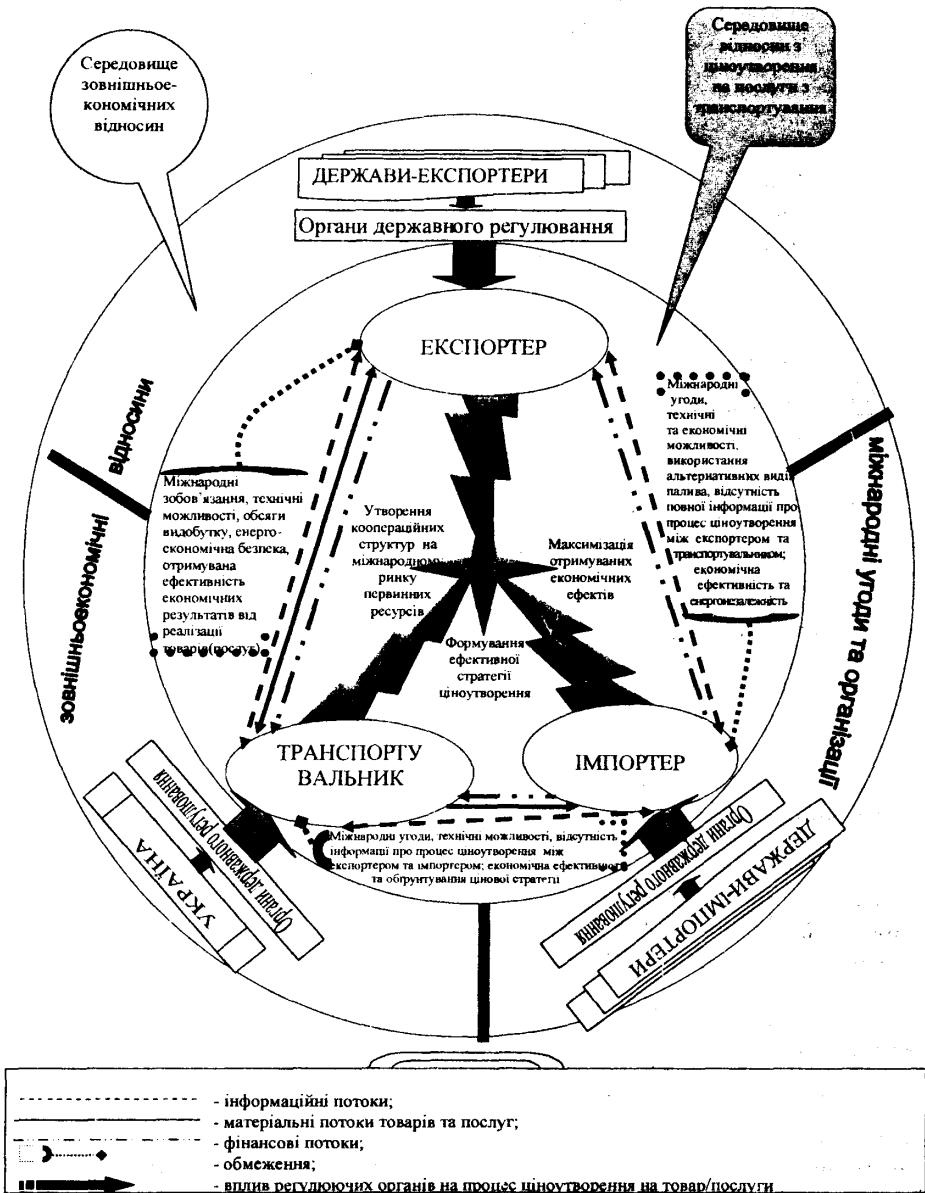 Середовище
зовнішньое-
кономічних
відносин
Середовище
відносин з
ціноутворення
на послуги з
транспортування
ДЕРЖАВИ-ЕКСПОРТЕРИ
Органи державного регулювання
ЕКСПОРТЕР
зовнішньоекономічні
відносини
міжнародні угоди та організації
Міжнародні
зобов'язання, технічні
можливості, обсяги
видобутку, енерго-
економічна безпека,
отримувана
ефективність
економічних
результатів від
реалізації
товарів(послуг)
Утворення
коопераційних
структур на
міжнародному
ринку
первинних
ресурсів
Максимізація
отримуваних
економічних
ефектів
Формування
ефективної
стратегії
ціноутворення
Міжнародні
угоди,
технічні
та економічні
можливості,
використання
альтернативних виді
палива, відсутність
повної інформації про
процес ціноутворення
між експортером та
транспортувальником;
економічна
ефективність та
енергонезалежність
ТРАНСПОРТУ
ВАЛЬНИК
ІМПОРТЕР
Міжнародні угоди, технічні можливості, відсутність
інформації про процес ціноутворення між
експортером та імпортером; економічна ефективніс
та обґрунтування цінової стратегії
Органи державного регулювання
УКРАЇНА
Органи державного регулювання
ДЕРЖАВИ-ІМПОРТЕРИ
- інформаційні потоки;
- матеріальні потоки товарів та послуг;
- фінансові потоки;
- обмеження;
- вплив регулюючих органів на процес ціноутворення на товар/послуги